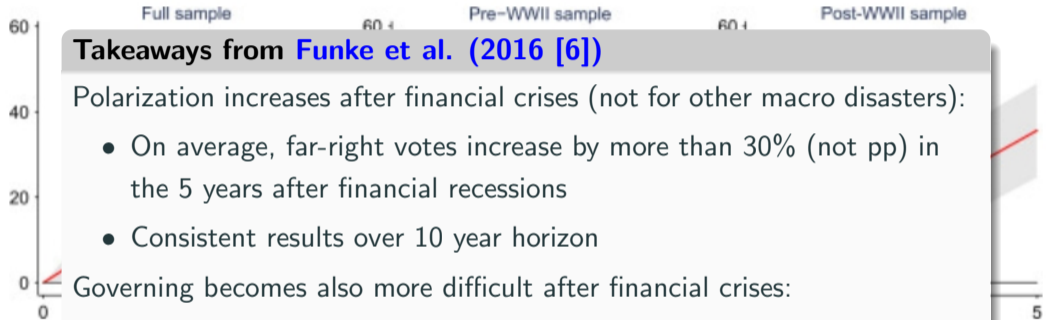 Full sample
Pre-WWII sample
Post-WWII sample
60
60
60
Takeaways from Funke et al. (2016 [6])
Polarization increases after financial crises (not for other macro disasters):
40
• On average, far-right votes increase by more than 30% (not pp) in
the 5 years after financial recessions
20
• Consistent results over 10 year horizon
0
Governing becomes also more difficult after financial crises:
0
5